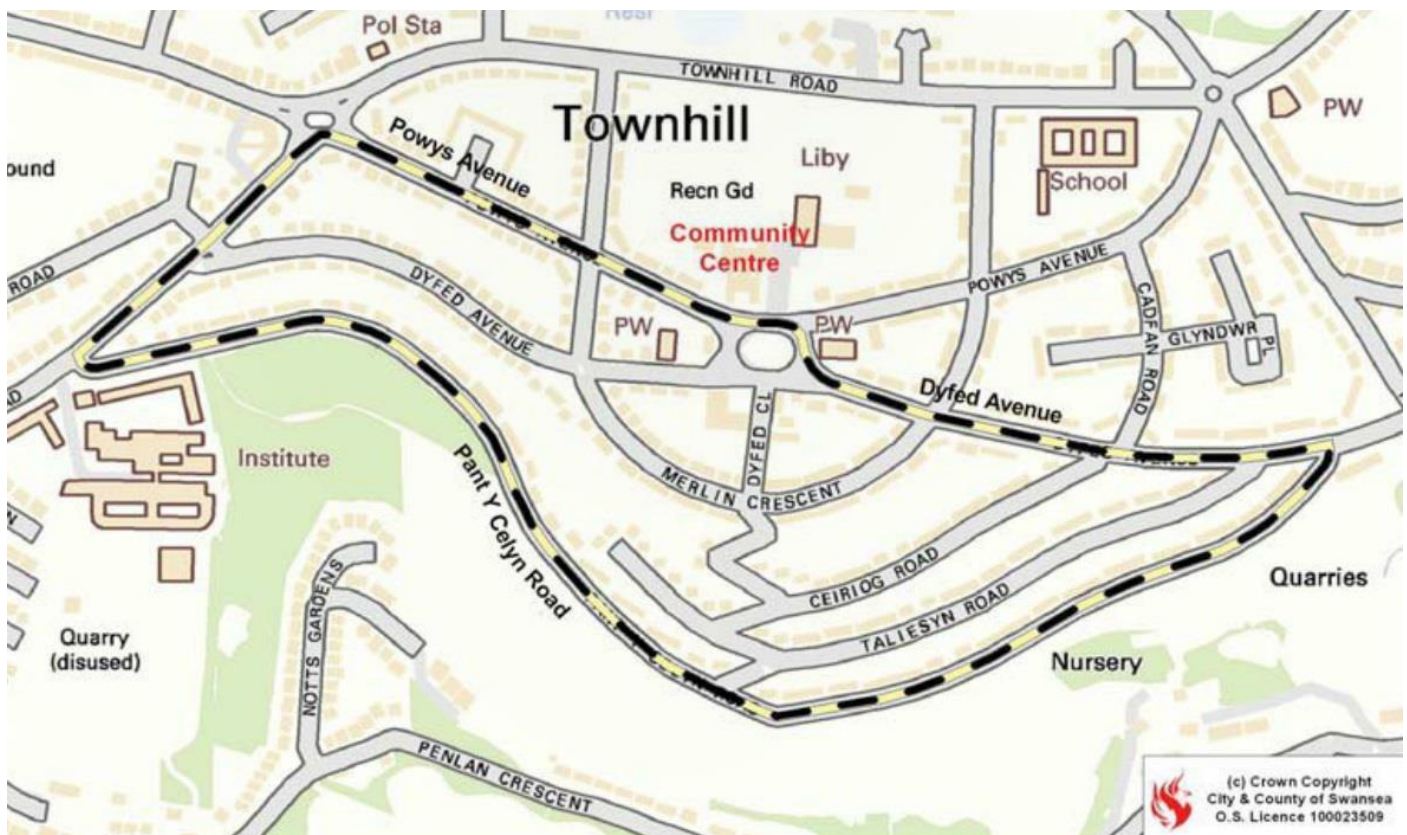 Resr
Pol Sta
TOWNHILL ROAD
PW
Townhill
Powys Avenue
Liby
School
ound
Recn Gd
Community
Centre
POWYS AVENUE
ROAD
DYFED AVENUE
PW
PW
CADFAN ROAD
GLYNDWR
PL
Dyfed Avenue
DYFED CL
Institute
MERLIN CRESCENT
Pant Y Celyn Road
CEIRIOG ROAD
TALIESYN ROAD
Quarries
NOTTS GARDENS
Quarry
(disused)
Nursery
PENLAN CRESCENT
(c) Crown Copyright
City & County of Swansea
O.S. Licence 100023509